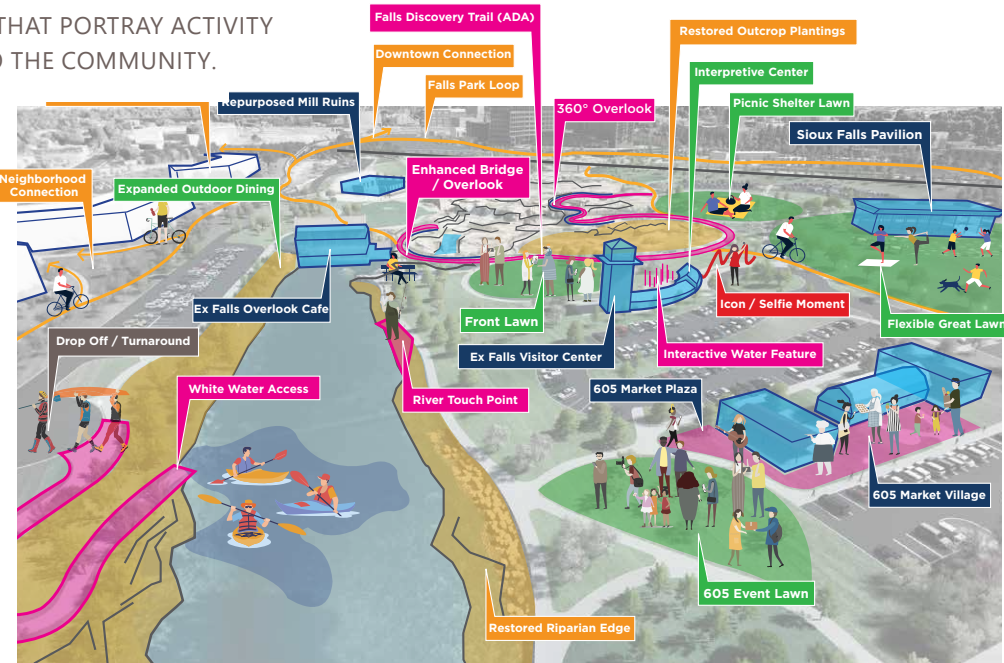 THAT PORTRAY ACTIVITY
THE COMMUNITY.
Falls Discovery Trail (ADA)
Restored Outcrop Plantings
Downtown Connection
Interpretive Center
Falls Park Loop
Repurposed Mill Ruins
360° Overlook
Picnic Shelter Lawn
Sioux Falls Pavilion
Neighborhood
Connection
Expanded Outdoor Dining
Enhanced Bridge
/ Overlook
Ex Falls Overlook Cafe
Icon / Selfie Moment
Front Lawn
Flexible Great Lawn
Drop Off / Turnaround
Ex Falls Visitor Center
Interactive Water Feature
White Water Access
River Touch Point
605 Market Plaza
605 Market Village
605 Event Lawn
Restored Riparian Edge